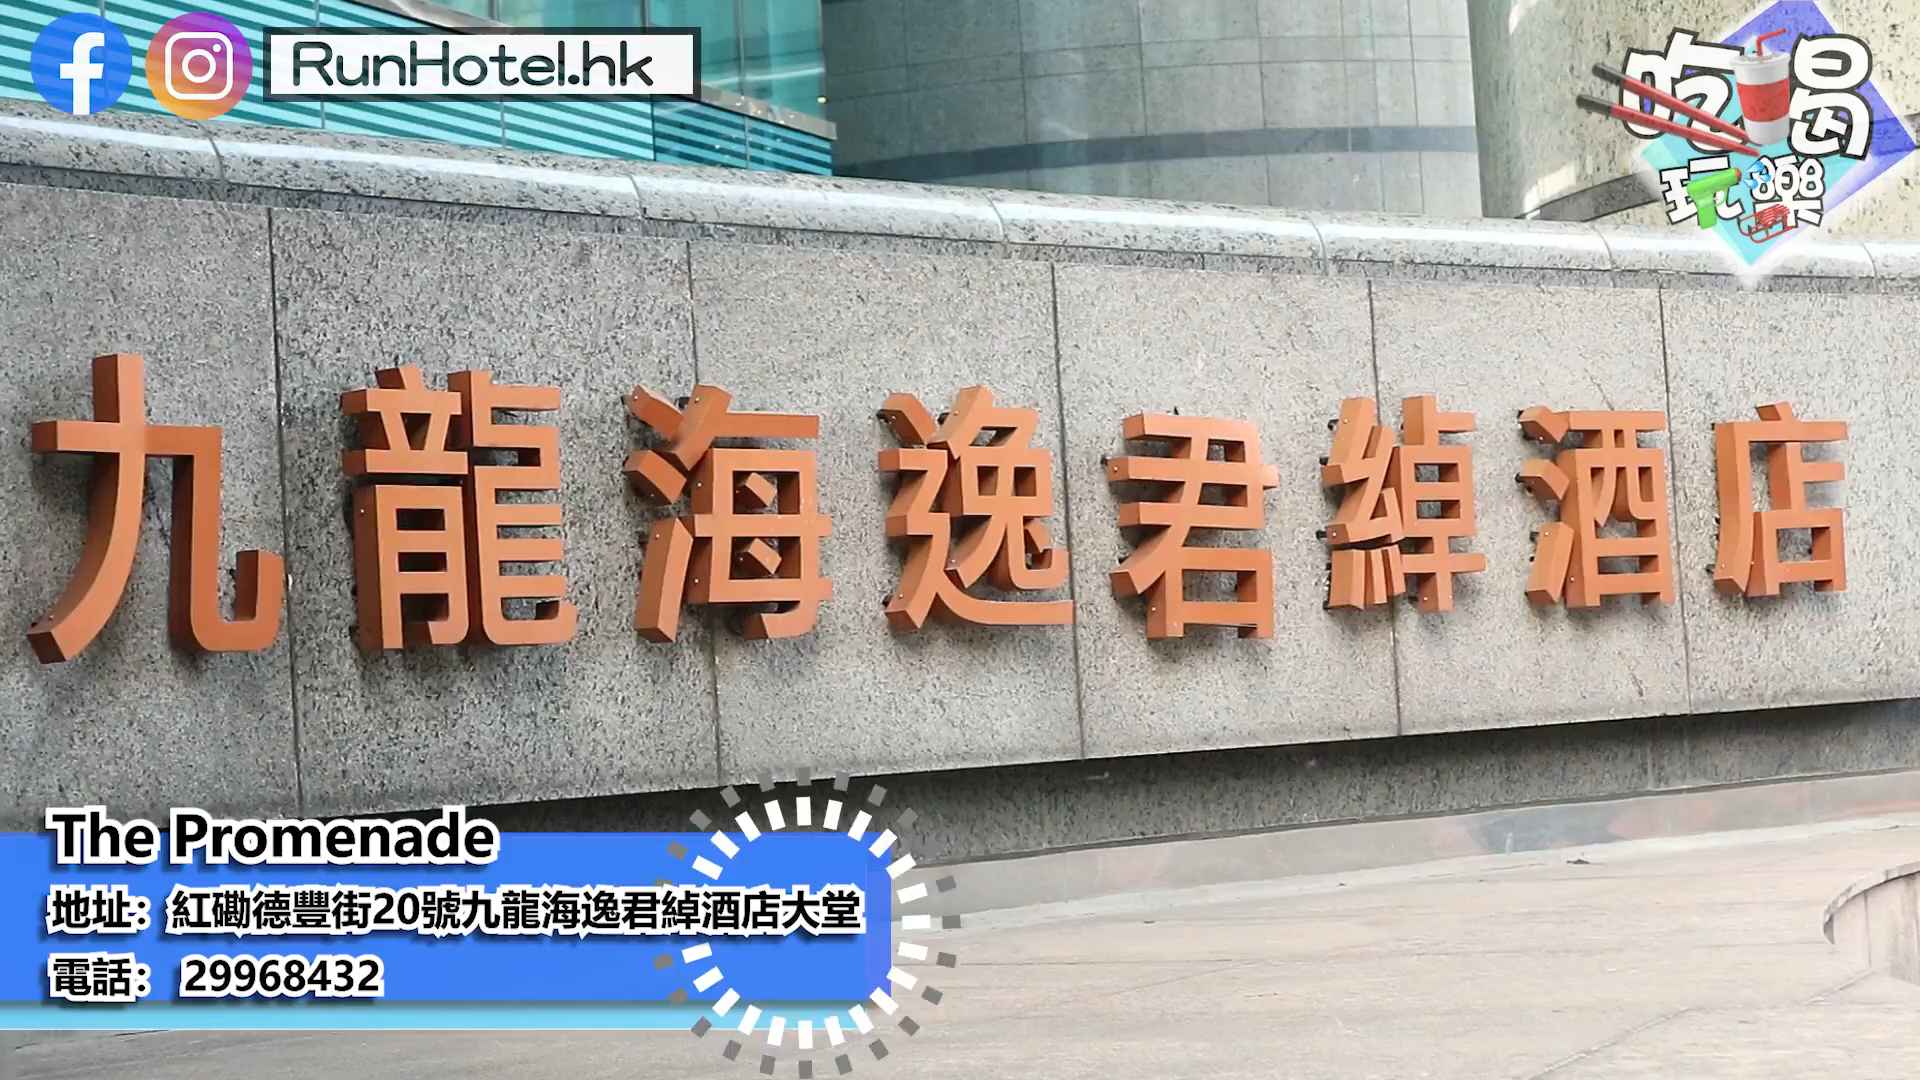 RunHotel.hk
吃喝
玩樂
九龍海逸君綽酒店
The Promenade
地址：紅磡德豐街20號九龍海逸君綽酒店大堂
電話： 29968432